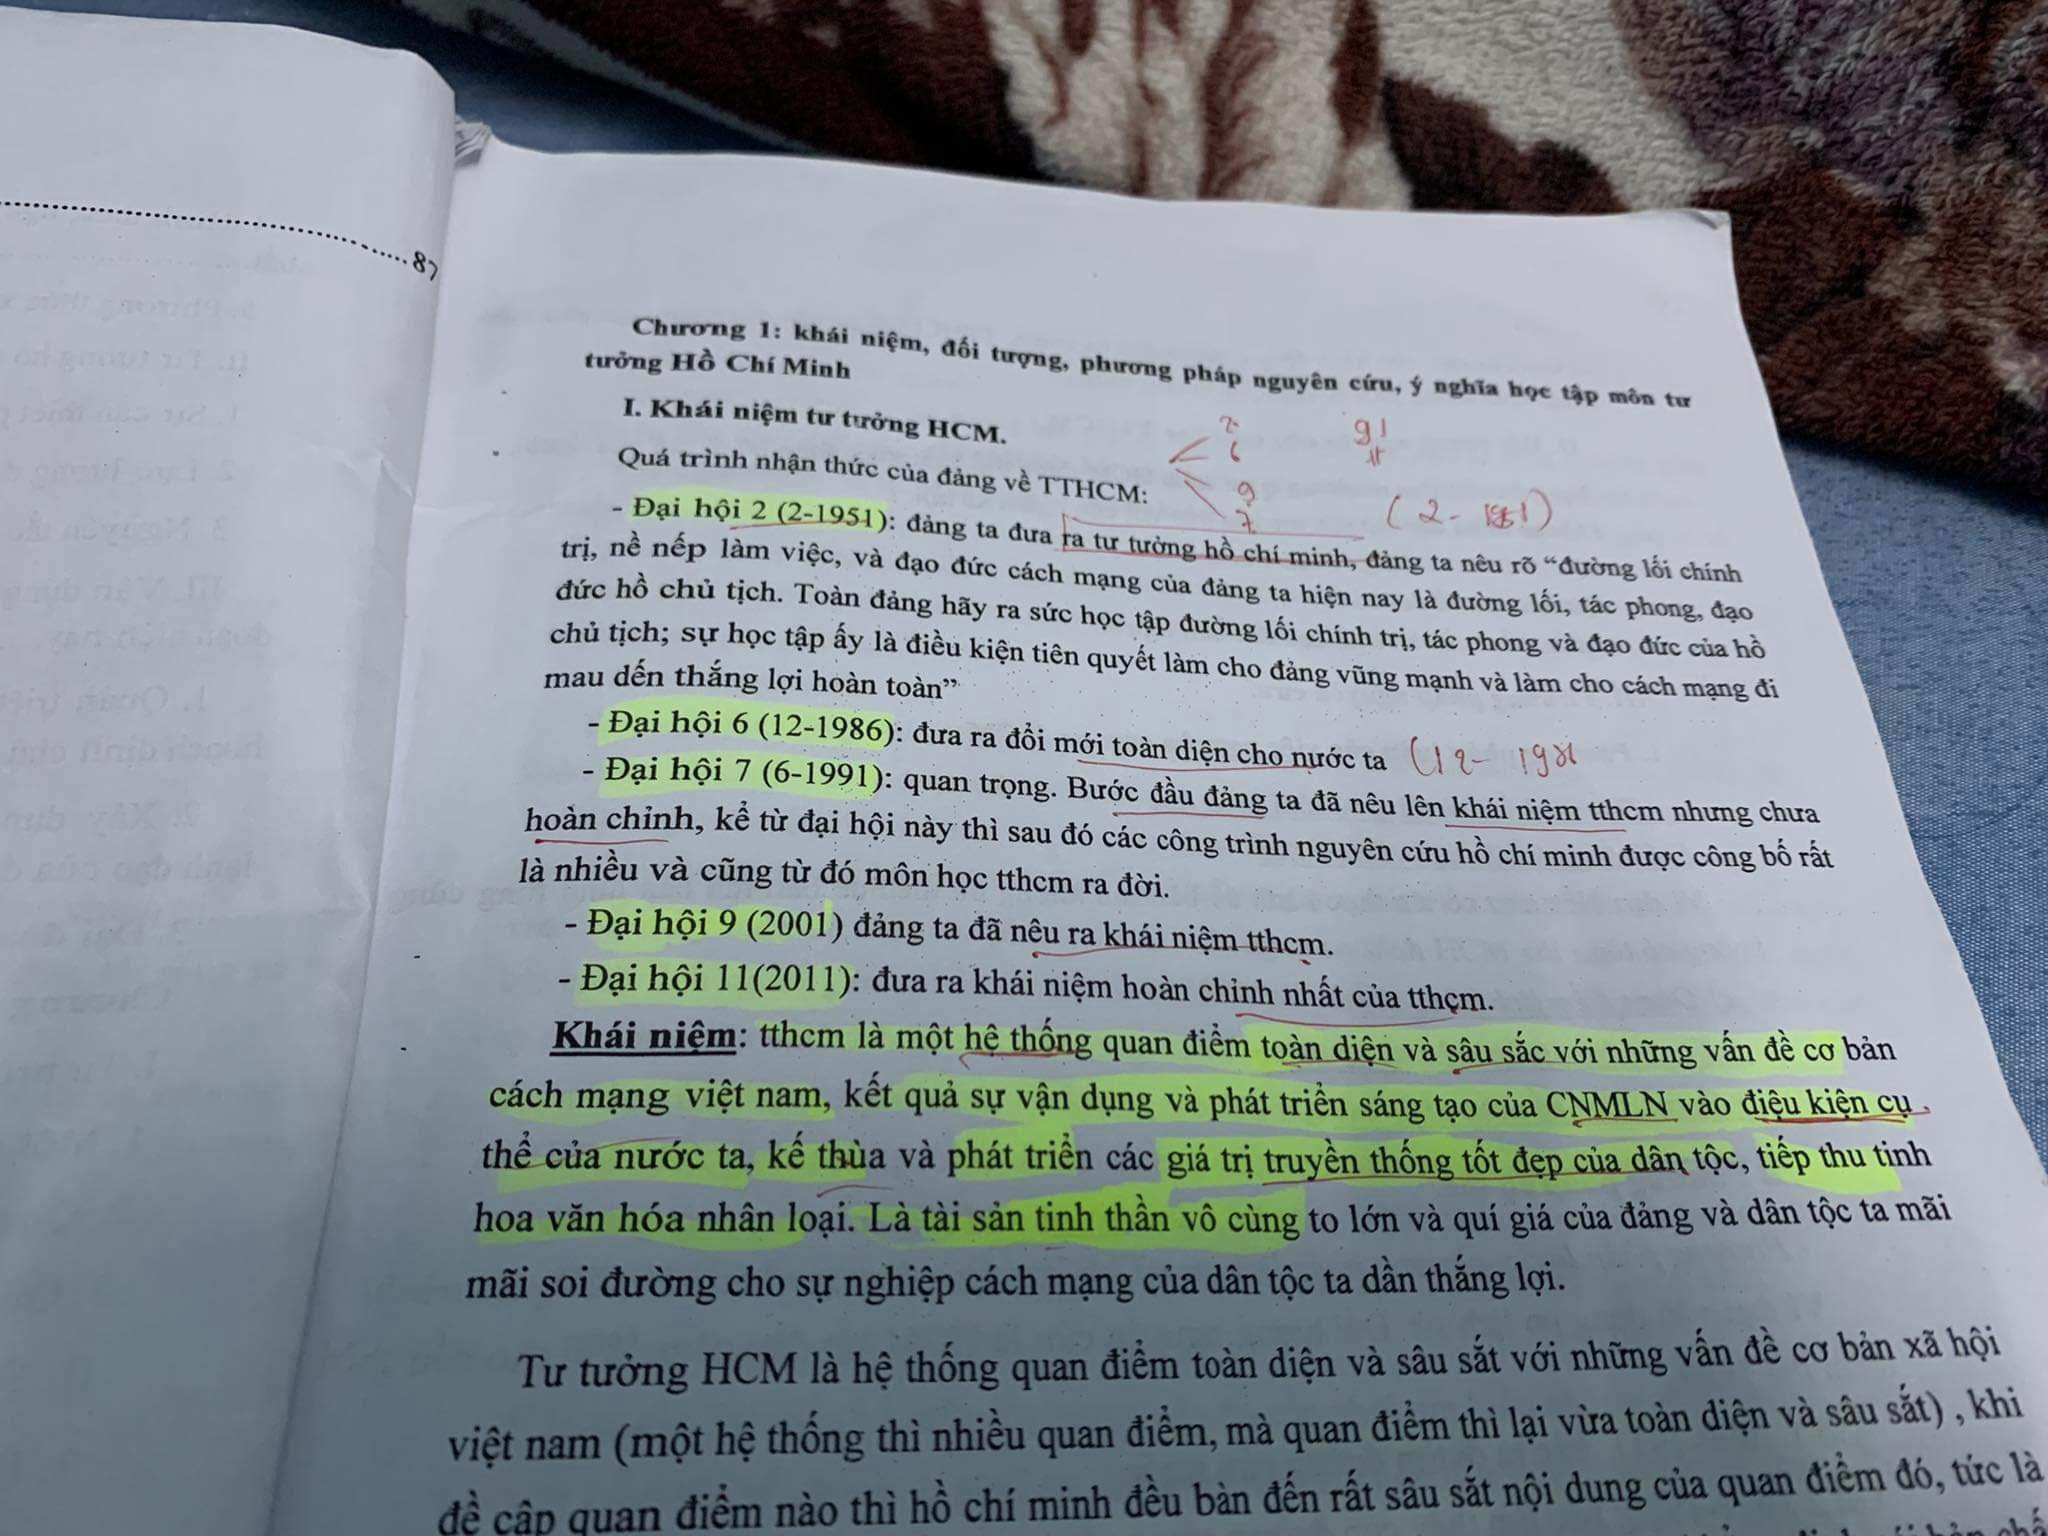 87
Chương 1: khái niệm, đối tượng, phương pháp nguyên cứu, ý nghĩa học tập môn tư
tưởng Hồ Chí Minh
I. Khái niệm tư tưởng HCM.
2 91
6 11
Quá trình nhận thức của đảng về TTHCM:
9
7 (2-1951)
- Đại hội 2 (2-1951): đảng ta đưa ra tư tưởng hồ chí minh, đảng ta nêu rõ “đường lối chính
trị, nề nếp làm việc, và đạo đức cách mạng của đảng ta hiện nay là đường lối, tác phong, đạo
đức hồ chủ tịch. Toàn đảng hãy ra sức học tập đường lối chính trị, tác phong và đạo đức của hồ
chủ tịch; sự học tập ấy là điều kiện tiên quyết làm cho đảng vững mạnh và làm cho cách mạng đi
mau dến thắng lợi hoàn toàn”
- Đại hội 6 (12-1986): đưa ra đổi mới toàn diện cho nước ta (12-
- Đại hội 7 (6-1991): quan trọng. Bước đầu đảng ta đã nêu lên khái niệm tthcm nhưng chưa
hoàn chỉnh, kể từ đại hội này thì sau đó các công trình nguyên cứu hồ chí minh được công bố rất
là nhiều và cũng từ đó môn học tthcm ra đời.
- Đại hội 9 (2001) đảng ta đã nêu ra khái niệm tthcm.
- Đại hội 11(2011): đưa ra khái niệm hoàn chỉnh nhất của tthcm.
Khái niệm: tthcm là một hệ thống quan điểm toàn diện và sâu sắc với những vấn đề cơ bản
cách mạng việt nam, kết quả sự vận dụng và phát triển sáng tạo của CNMLN vào điệu kiện cụ
thể của nước ta, kế thùa và phát triển các giá trị truyền thống tốt đẹp của dân tộc, tiếp thu tinh
hoa văn hóa nhân loại. Là tài sản tinh thần vô cùng to lớn và quí giá của đảng và dân tộc ta mãi
mãi soi đường cho sự nghiệp cách mạng của dân tộc ta dần thắng lợi.
Tư tưởng HCM là hệ thống quan điểm toàn diện và sâu sắt với những vấn đề cơ bản xã hội
việt nam (một hệ thống thì nhiều quan điểm, mà quan điểm thì lại vừa toàn diện và sâu sắt) , khi
đề cập quan điểm nào thì hồ chí minh đều bàn đến rất sâu sắt nội dung của quan điểm đó, tức là